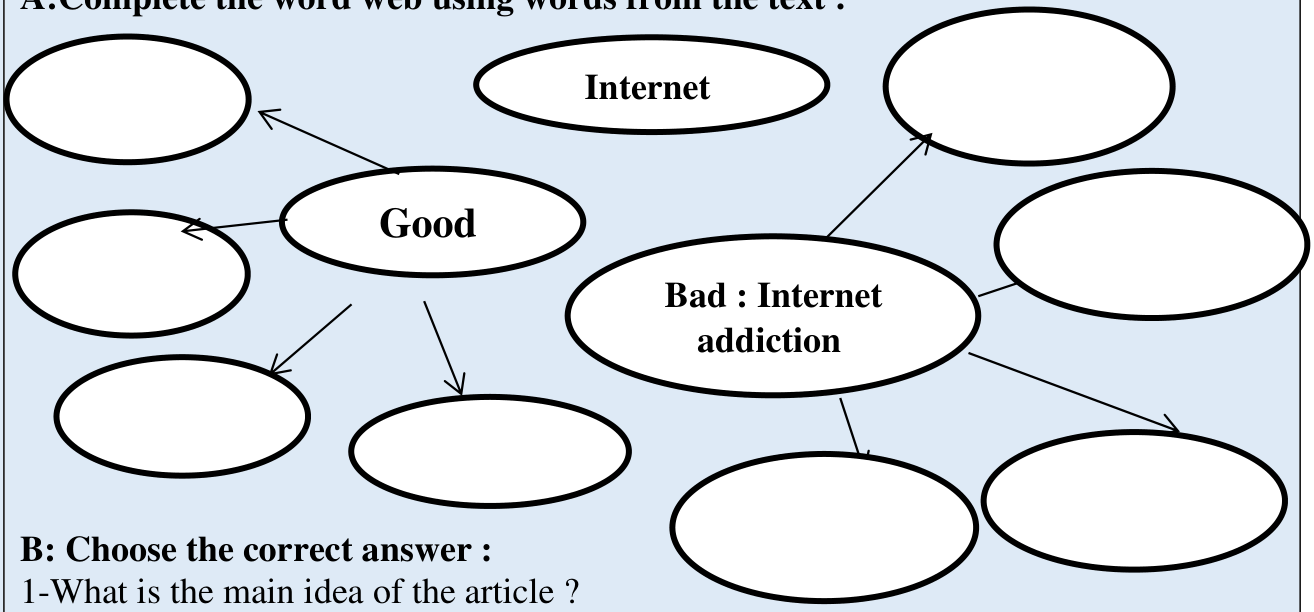 A:Complete the word web using words from the text :
Internet
Good
Bad : Internet
addiction
B: Choose the correct answer :
1-What is the main idea of the article ?